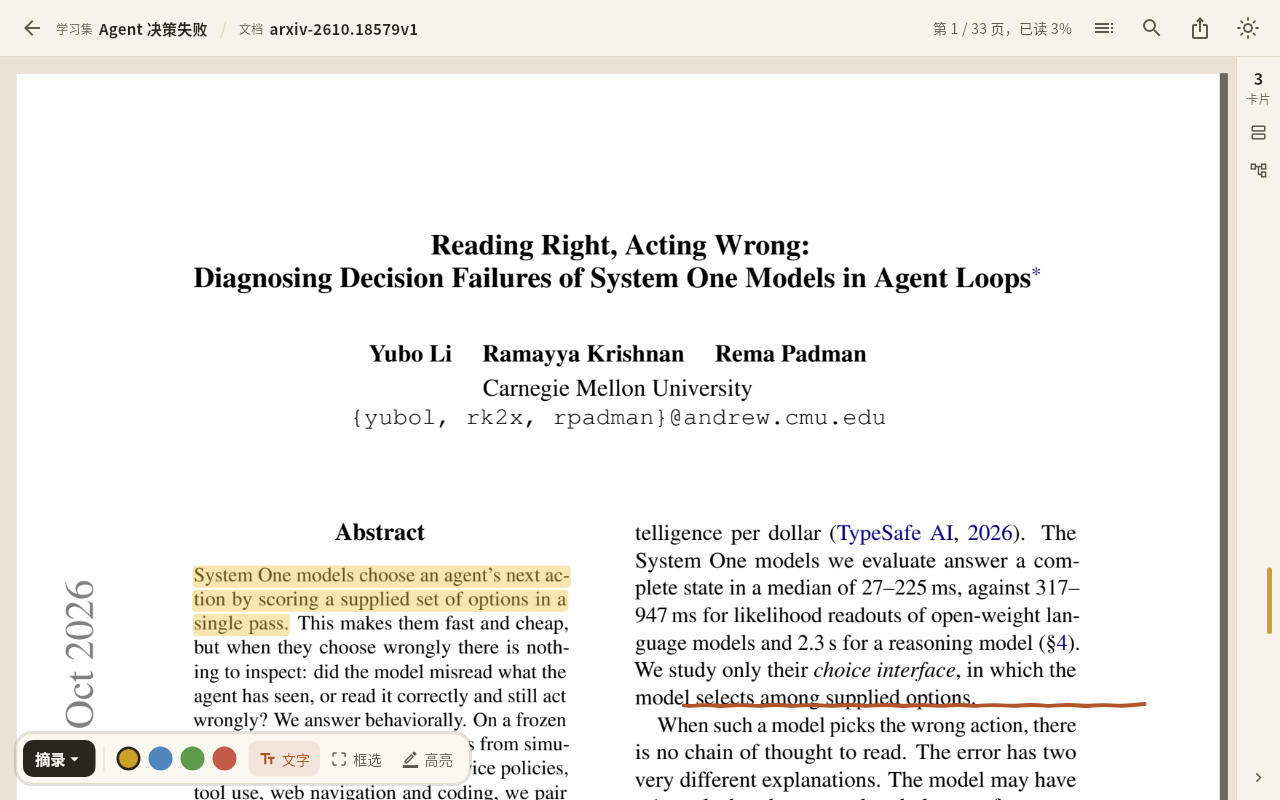 学习集 Agent 决策失败 / 文档 arxiv-2610.18579v1
第 1 / 33 页，已读 3%
3
卡片
Reading Right, Acting Wrong:
Diagnosing Decision Failures of System One Models in Agent Loops*
Yubo Li Ramayya Krishnan Rema Padman
Carnegie Mellon University
{yubol, rk2x, rpadman}@andrew.cmu.edu
Oct 2026
Abstract
System One models choose an agent's next ac-
tion by scoring a supplied set of options in a
single pass. This makes them fast and cheap,
but when they choose wrongly there is noth-
ing to inspect: did the model misread what the
agent has seen, or read it correctly and still act
wrongly? We answer behaviorally. On a frozen
s from simu-
ice policies,
tool use, web navigation and coding, we pair
telligence per dollar (TypeSafe AI, 2026). The
System One models we evaluate answer a com-
plete state in a median of 27–225 ms, against 317–
947 ms for likelihood readouts of open-weight lan-
guage models and 2.3 s for a reasoning model (§4).
We study only their choice interface, in which the
model selects among supplied options.
When such a model picks the wrong action, there
is no chain of thought to read. The error has two
very different explanations. The model may have
摘录
文字
框选
高亮